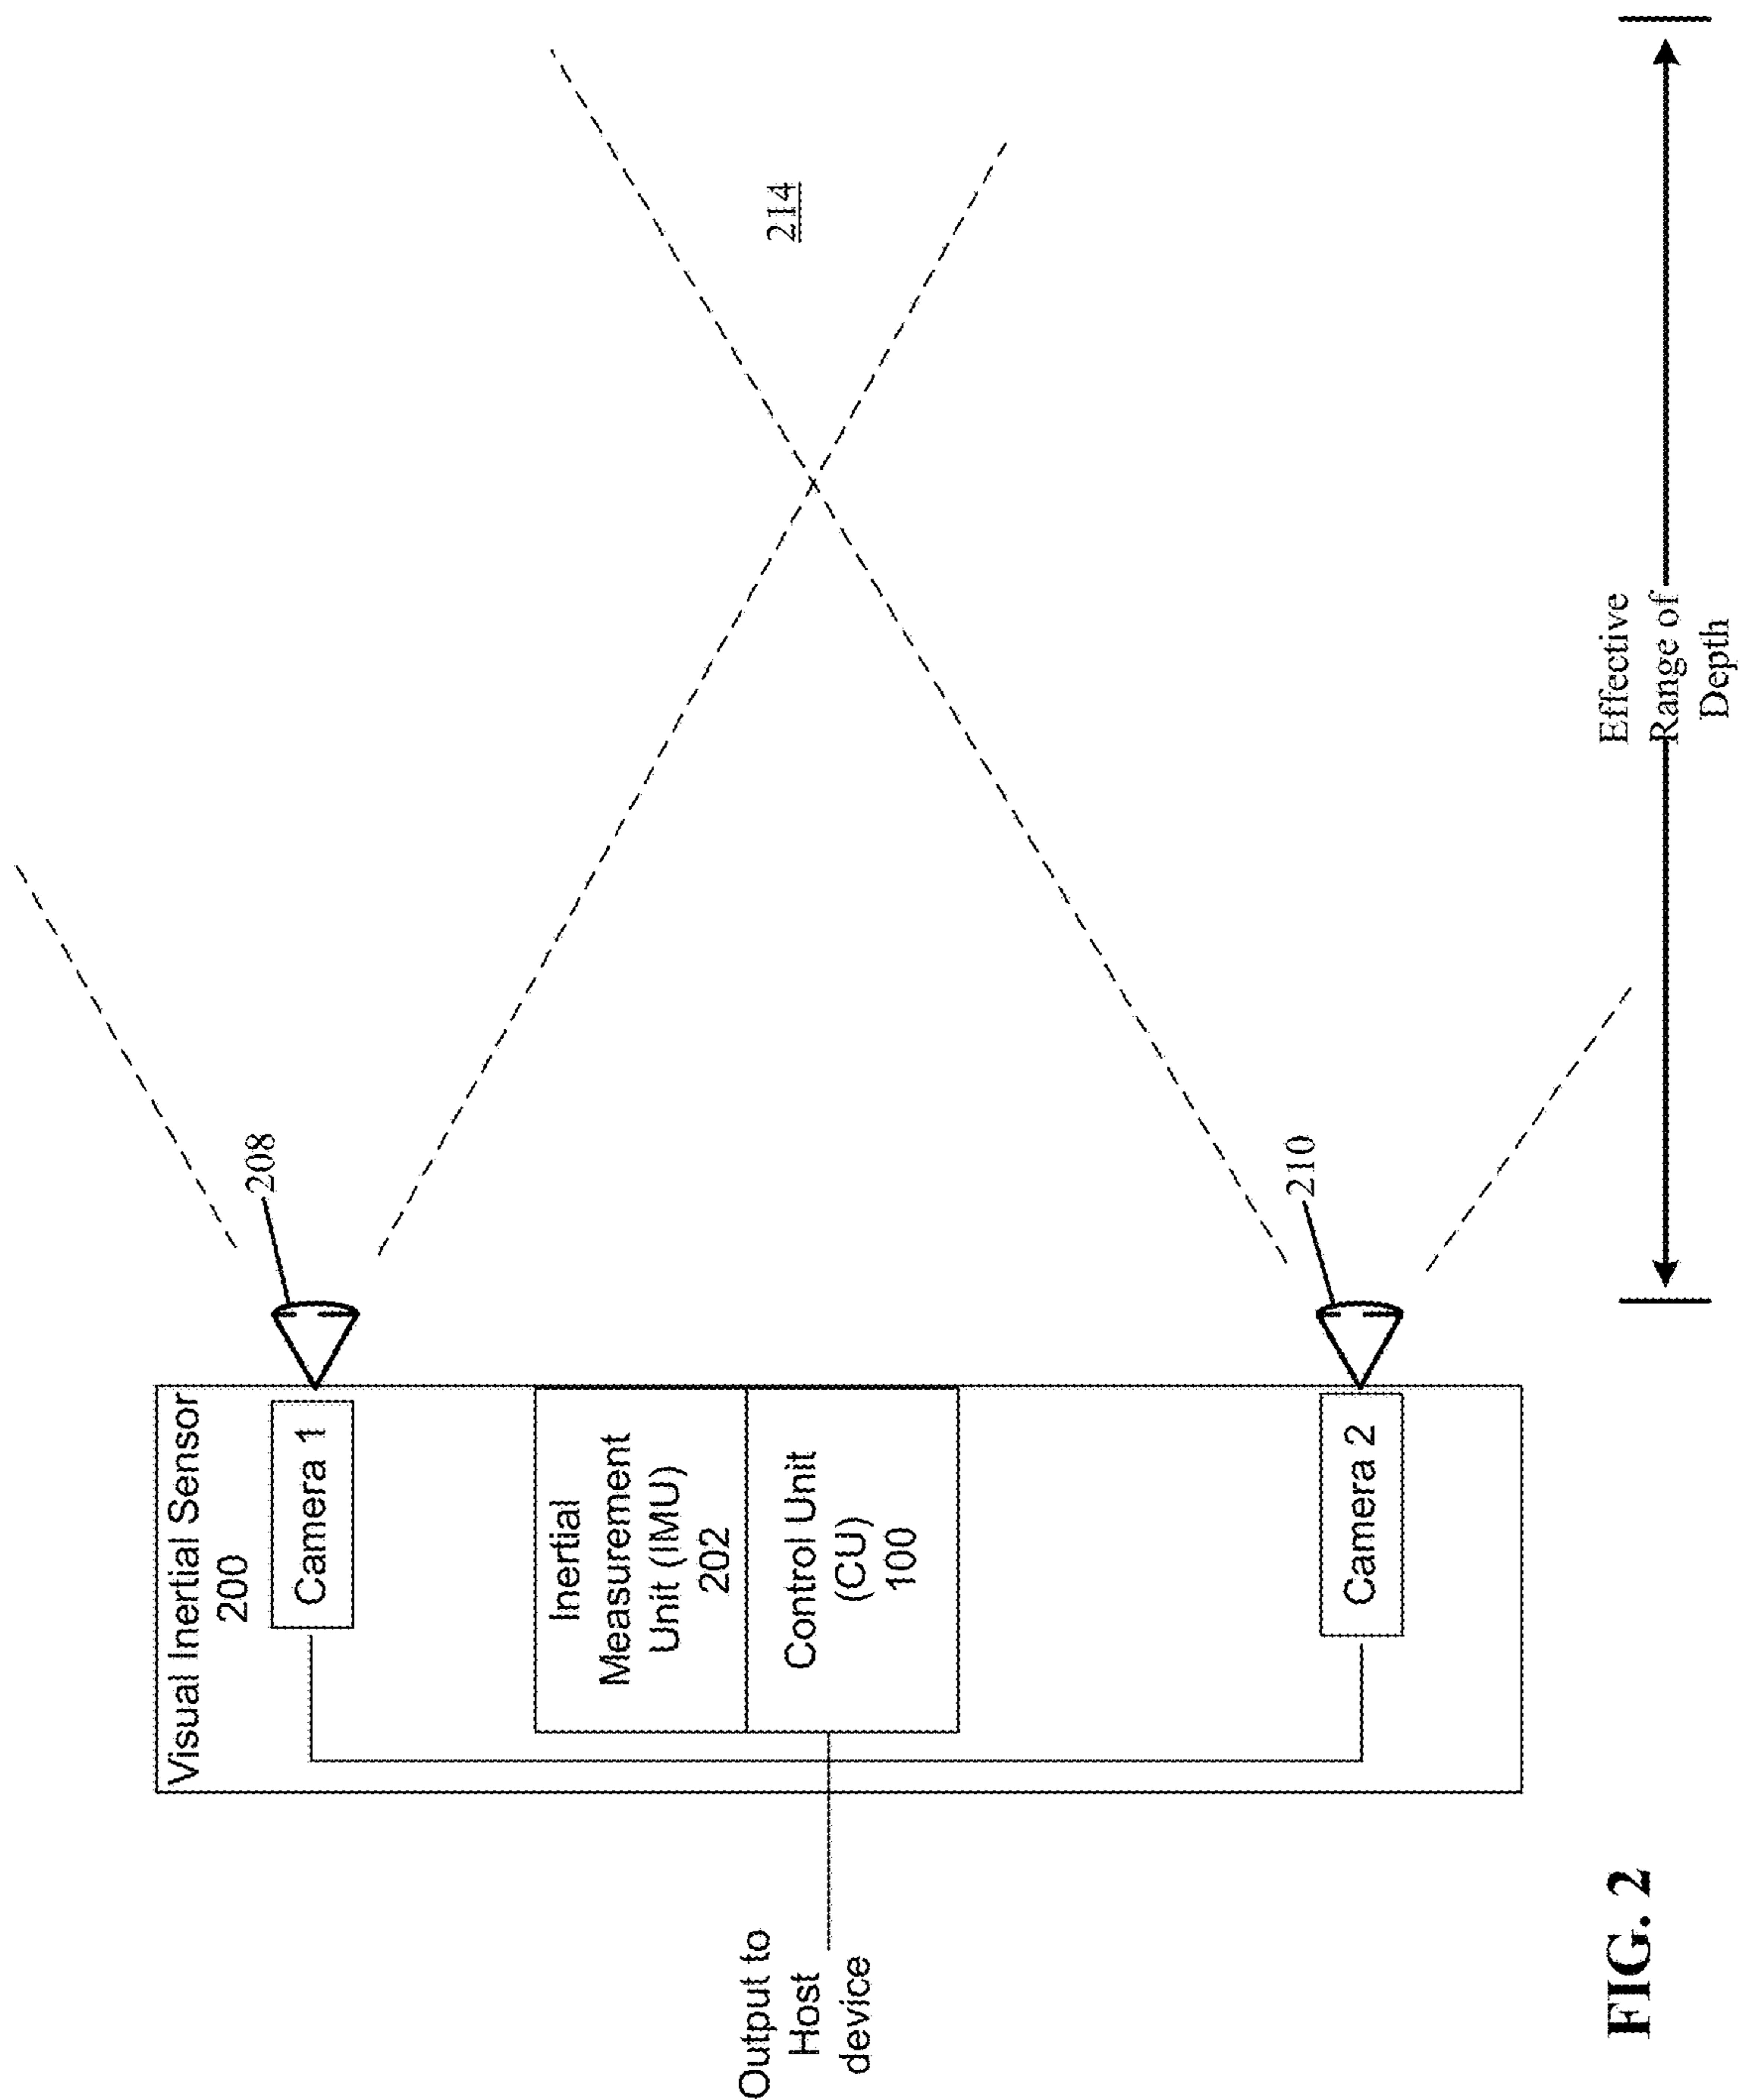 Visual Inertial Sensor
200
Camera 1
208
Inertial
Measurement
Unit (IMU)
202
Control Unit
(CU)
100
Output to
Host
device
214
Camera 2
210
Effective
Range of
Depth
FIG. 2